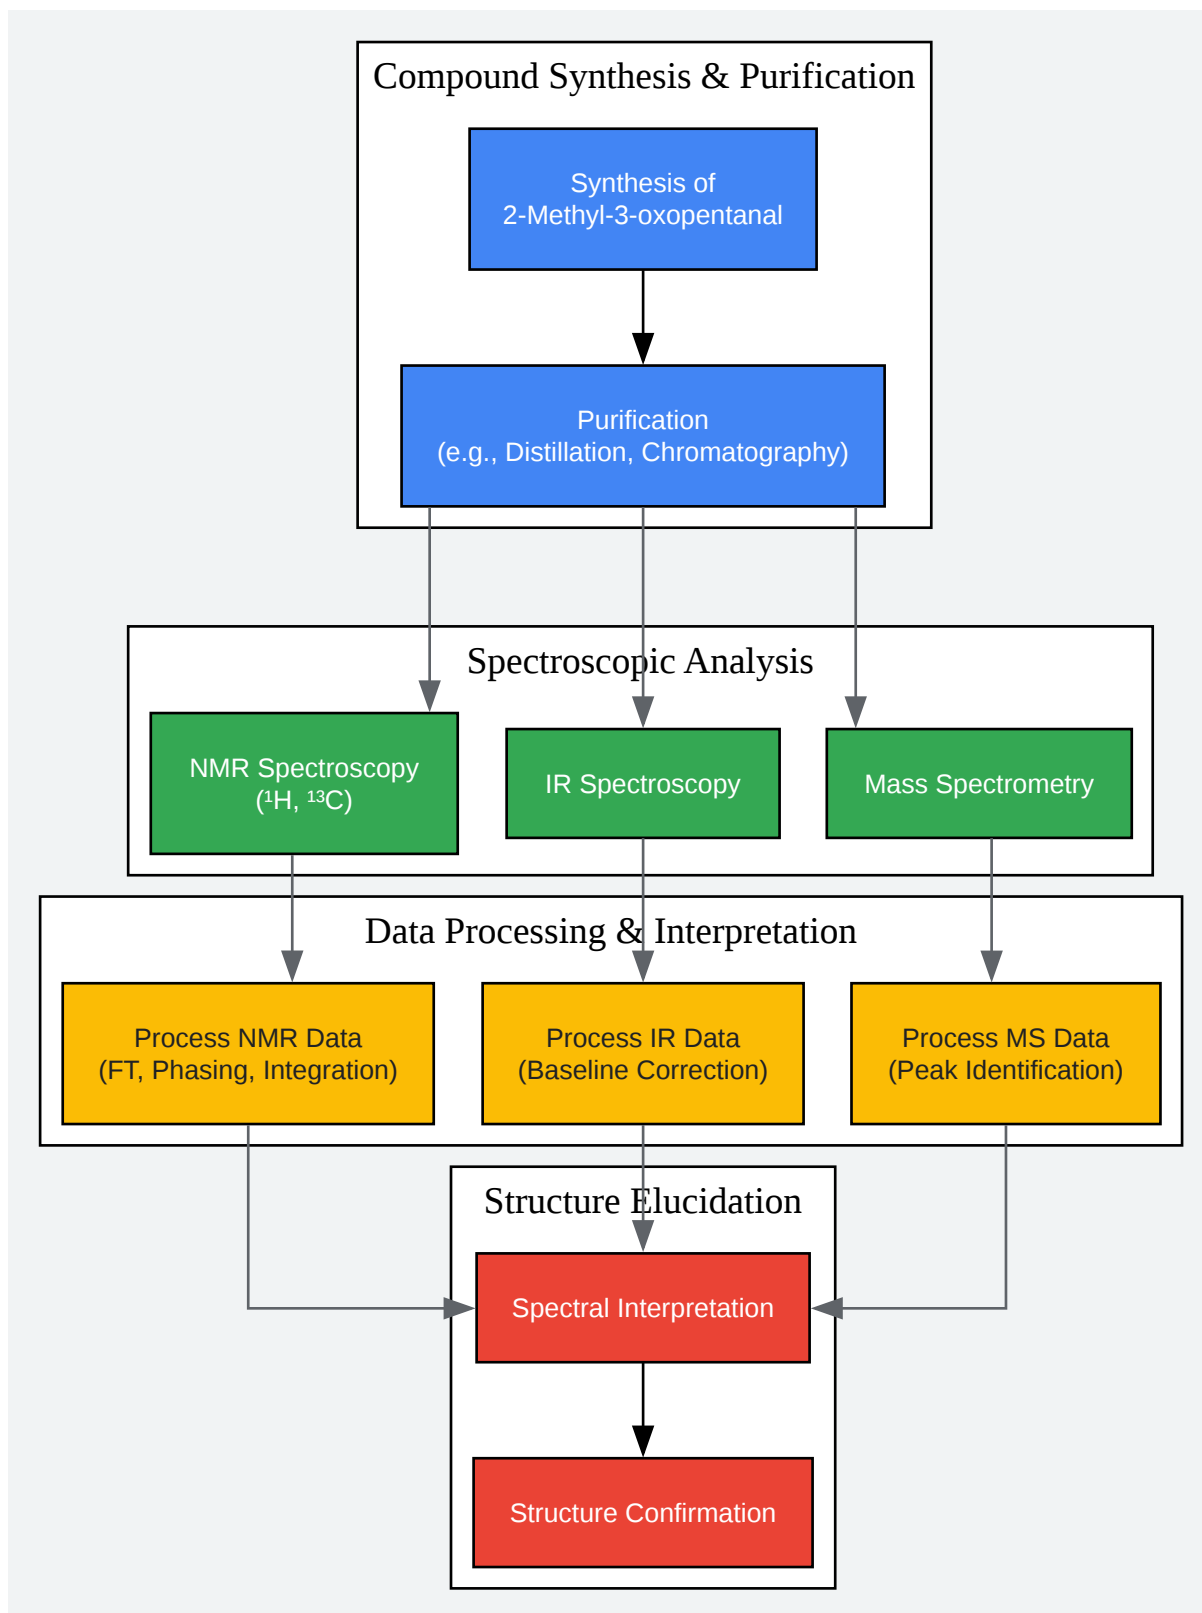 Compound Synthesis & Purification
Synthesis of
2-Methyl-3-oxopentanal
Purification
(e.g., Distillation, Chromatography)
Spectroscopic Analysis
NMR Spectroscopy
(¹H, ¹³C)
IR Spectroscopy
Mass Spectrometry
Data Processing & Interpretation
Process NMR Data
(FT, Phasing, Integration)
Process IR Data
(Baseline Correction)
Process MS Data
(Peak Identification)
Structure Elucidation
Spectral Interpretation
Structure Confirmation